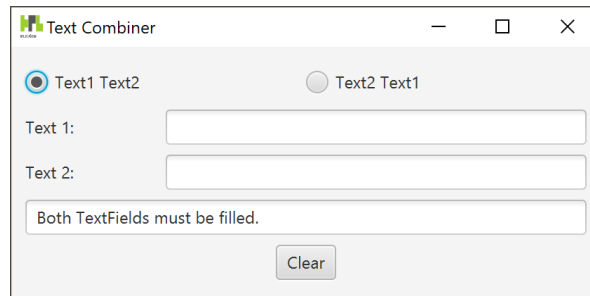 Text Combiner
Text1 Text2 Text2 Text1
Text 1:
Text 2:
Both TextFields must be filled.
Clear